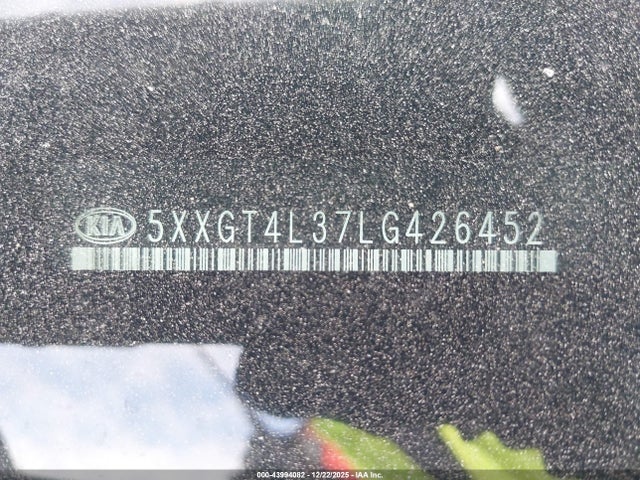 KIA 5XXGT4L37LG426452
000-43994082 - 12/22/2025 - IAA Inc.